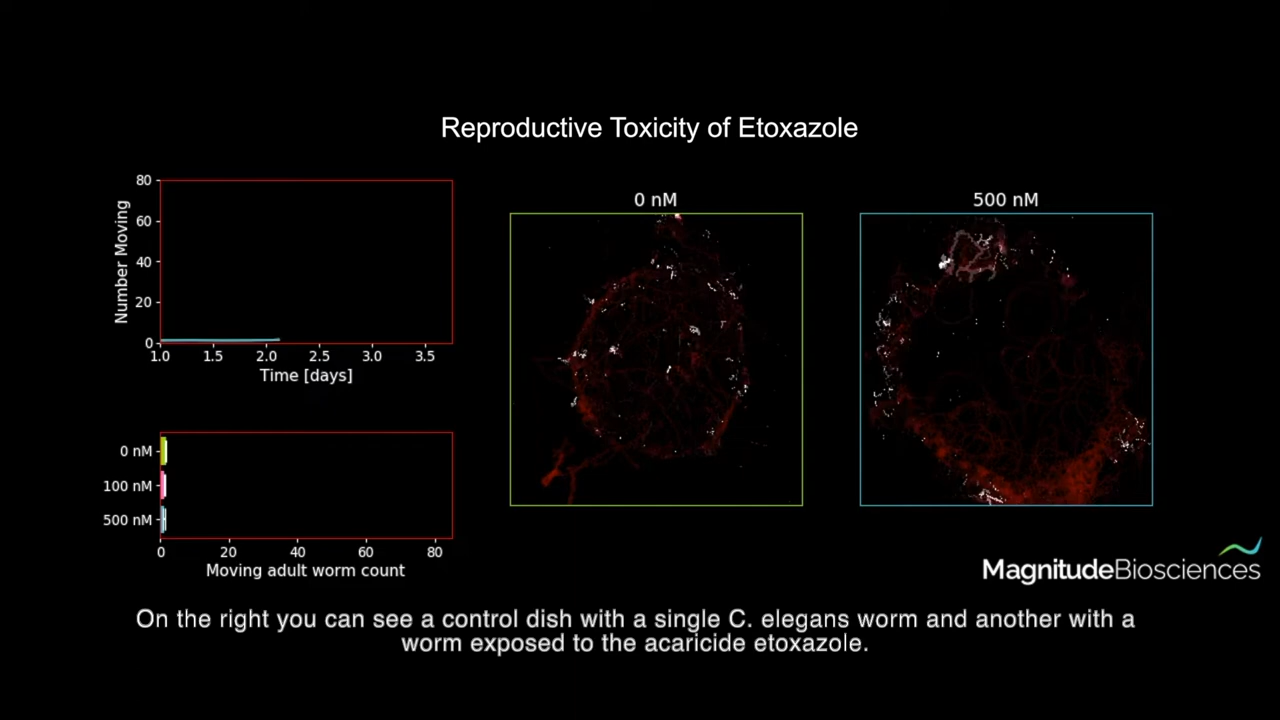 Reproductive Toxicity of Etoxazole
80
60
40
20
0
Number Moving
1.0 1.5 2.0 2.5 3.0 3.5
Time [days]
0 nM
100 nM
500 nM
0 20 40 60 80
Moving adult worm count
0 nM
500 nM
MagnitudeBiosciences
On the right you can see a control dish with a single C. elegans worm and another with a
worm exposed to the acaricide etoxazole.